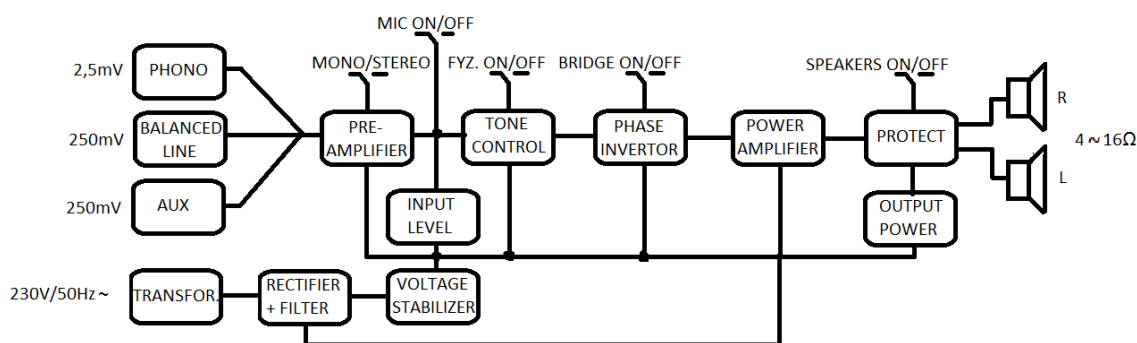 MIC ON/OFF
MONO/STEREO
FYZ. ON/OFF
BRIDGE ON/OFF
SPEAKERS ON/OFF
2,5mV
PHONO
250mV
BALANCED
LINE
250mV
AUX
PRE-
AMPLIFIER
TONE
CONTROL
PHASE
INVERTOR
POWER
AMPLIFIER
PROTECT
R
4~16Ω
L
INPUT
LEVEL
OUTPUT
POWER
230V/50Hz~
TRANSFOR.
RECTIFIER
+ FILTER
VOLTAGE
STABILIZER